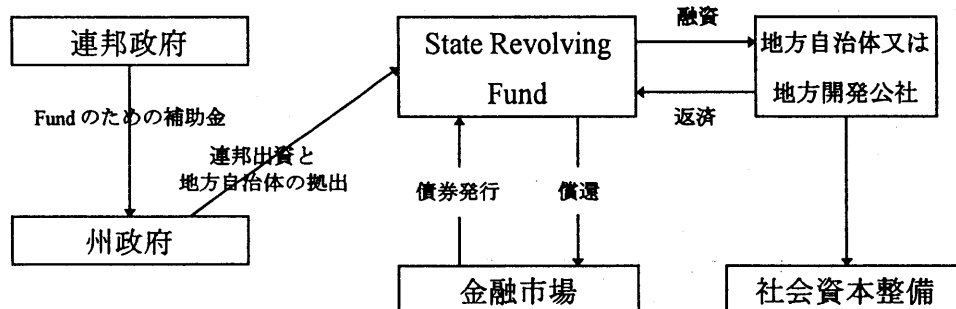 連邦政府
Fundのための補助金
連邦出資と
地方自治体の拠出
州政府
State Revolving
Fund
融資
返済
地方自治体又は
地方開発公社
債券発行
償還
金融市場
社会資本整備